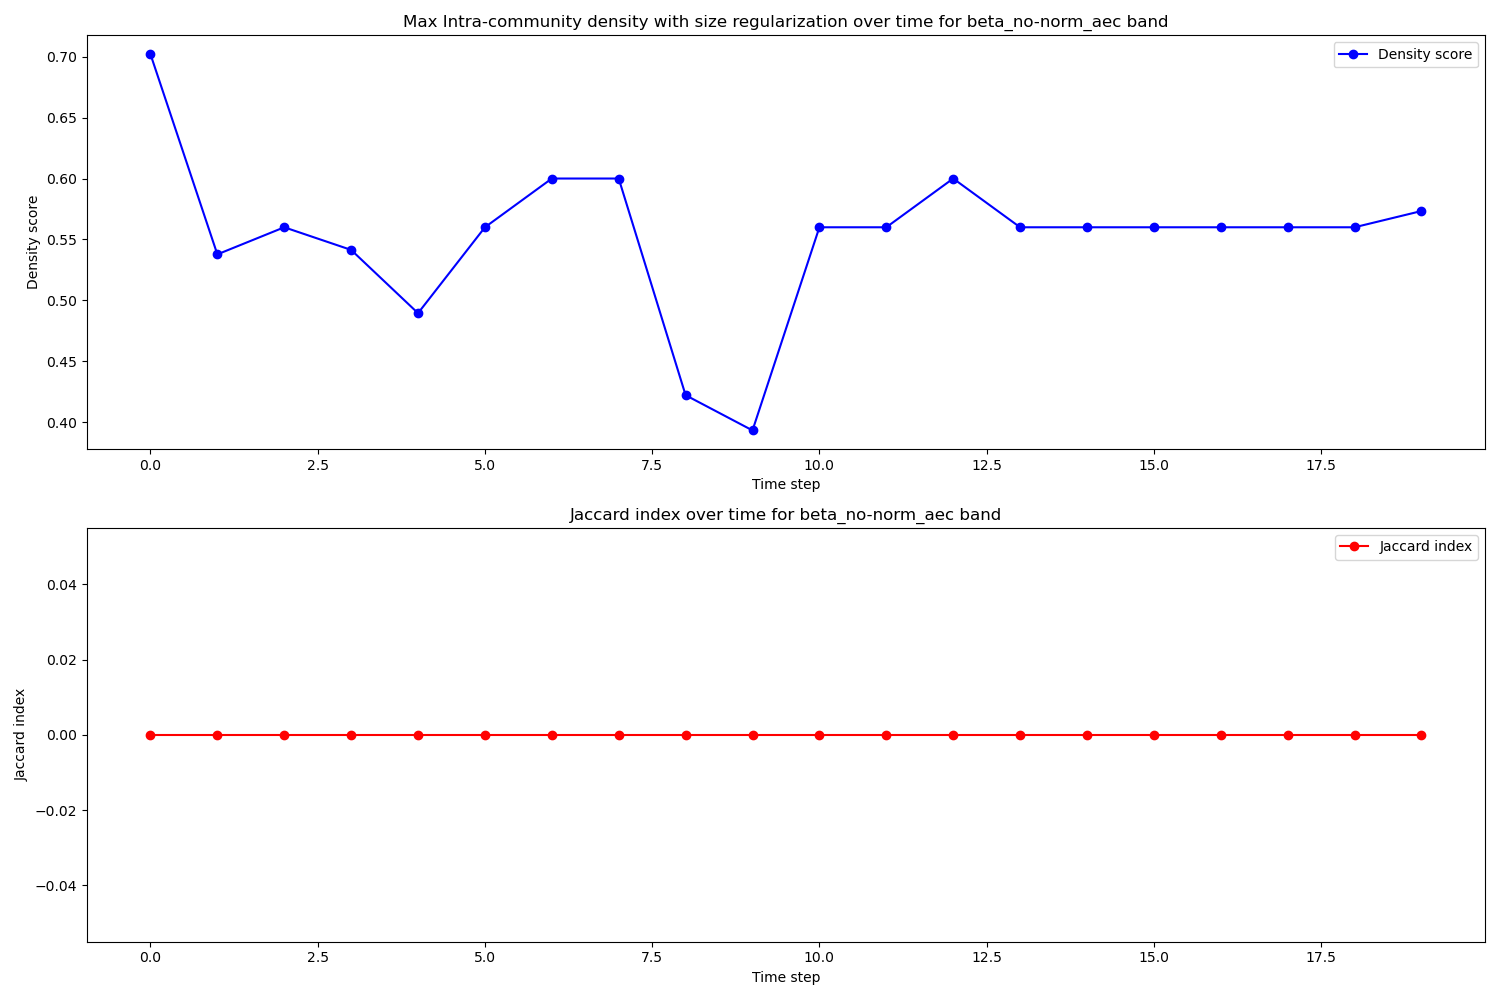 Max Intra-community density with size regularization over time for beta_no-norm_aec band
Density score
0.70
0.65
0.60
0.55
0.50
0.45
0.40
Density score
0.0 2.5 5.0 7.5 10.0 12.5 15.0 17.5
Time step
Jaccard index over time for beta_no-norm_aec band
Jaccard index
0.04
0.02
0.00
−0.02
−0.04
Jaccard index
0.0 2.5 5.0 7.5 10.0 12.5 15.0 17.5
Time step